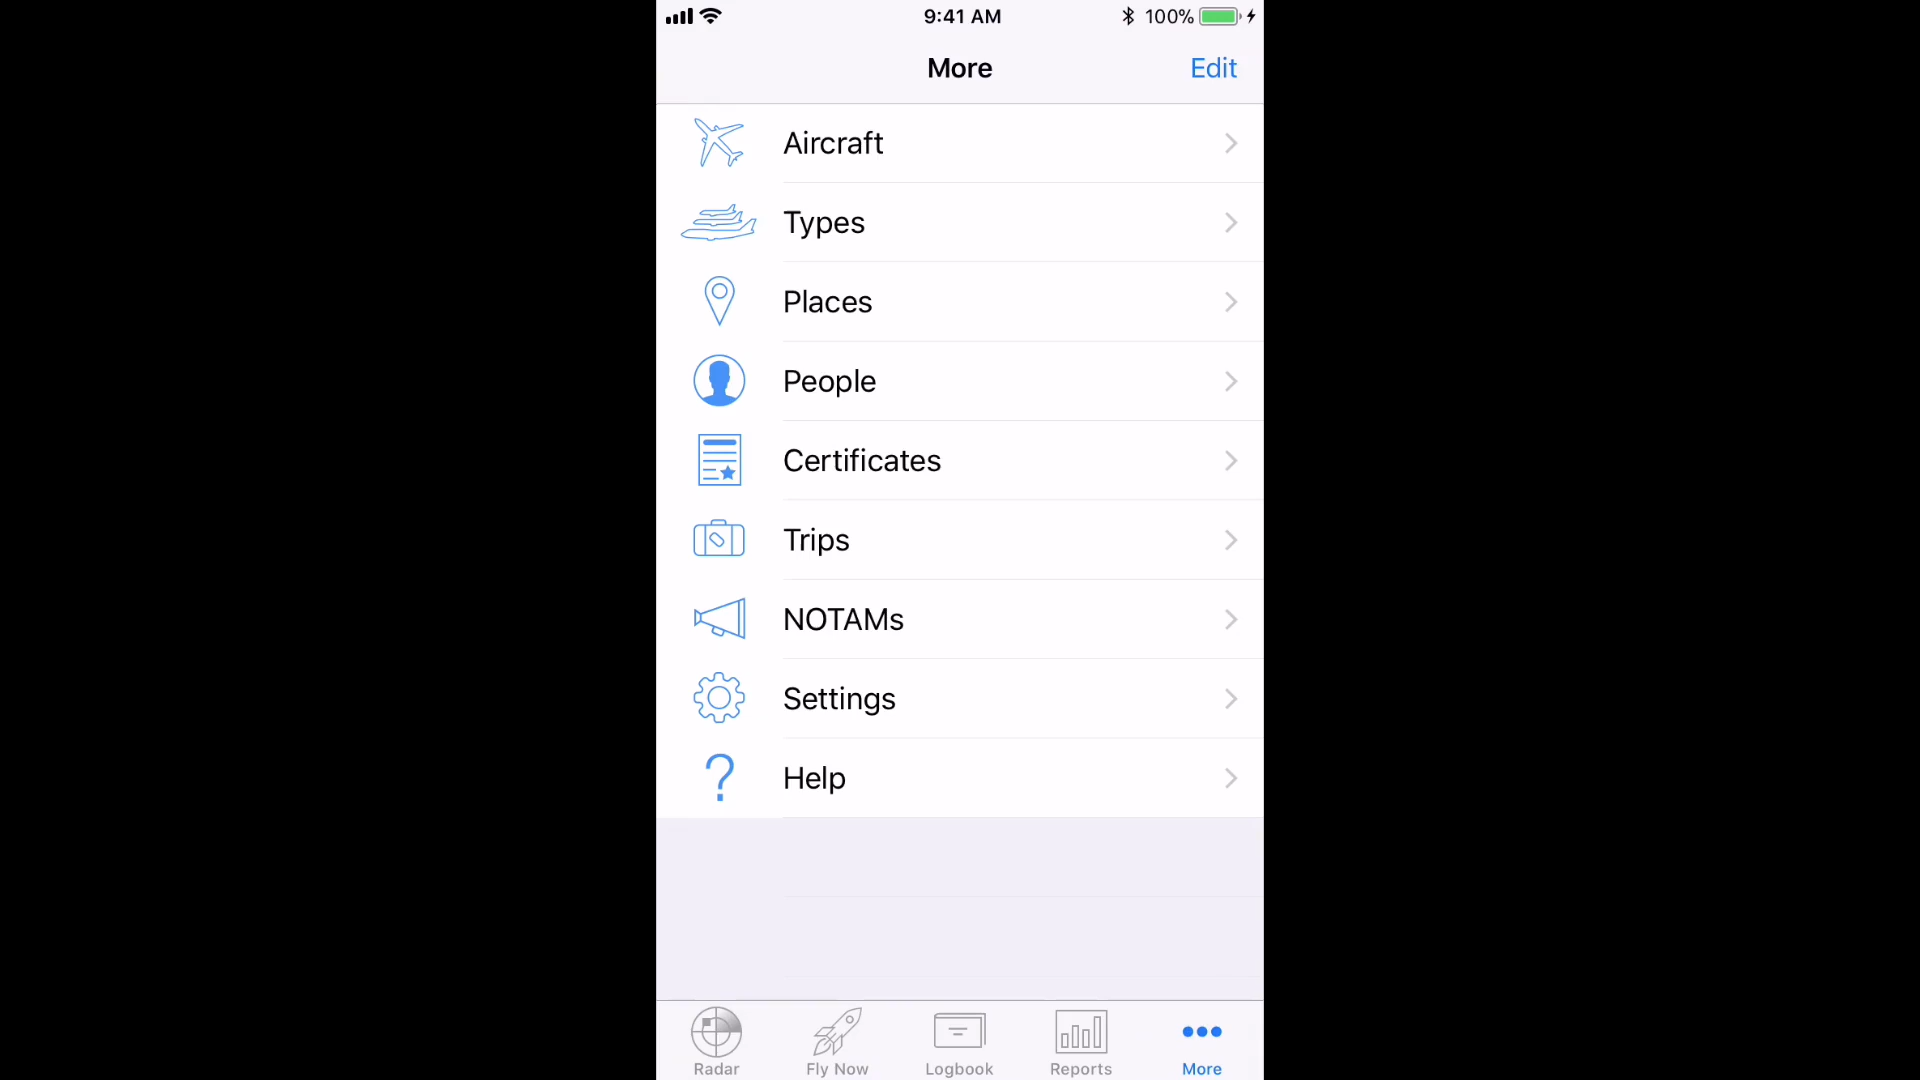 9:41 AM 100%
More Edit
Aircraft
Types
Places
People
Certificates
Trips
NOTAMs
Settings
Help
Radar Fly Now Logbook Reports More